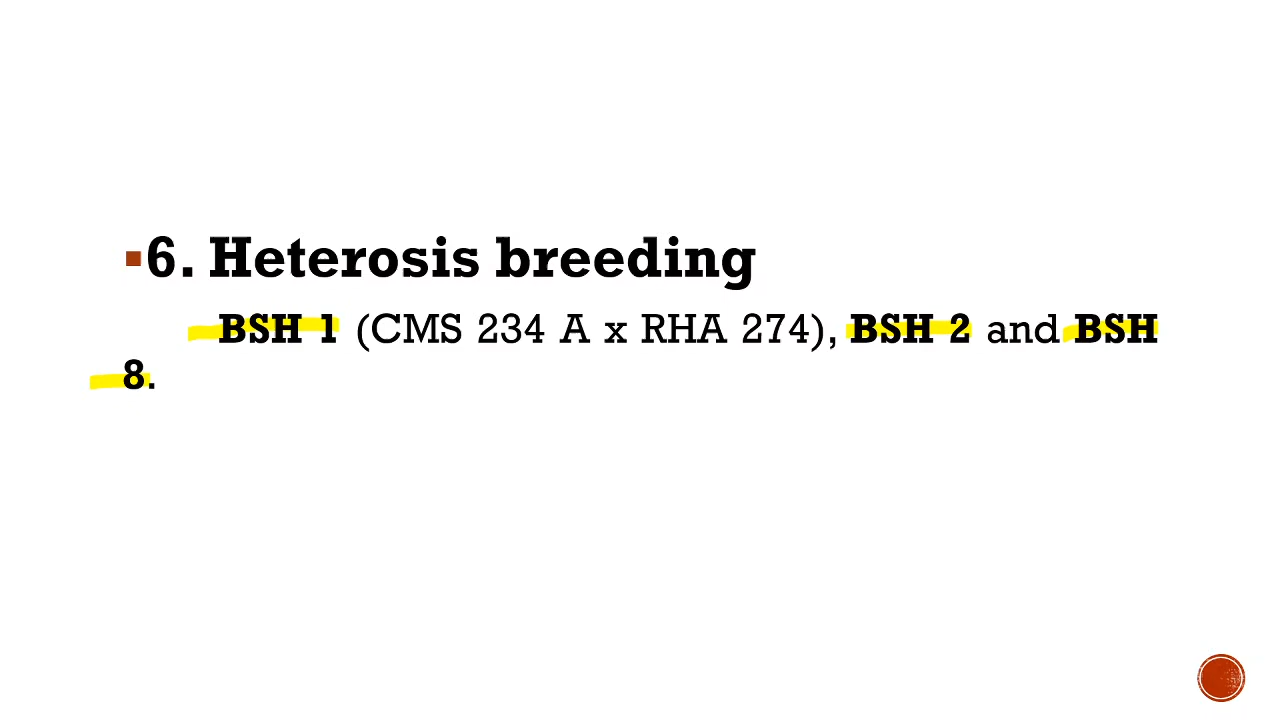 ▪6. Heterosis breeding
BSH 1 (CMS 234 A x RHA 274), BSH 2 and BSH
8.